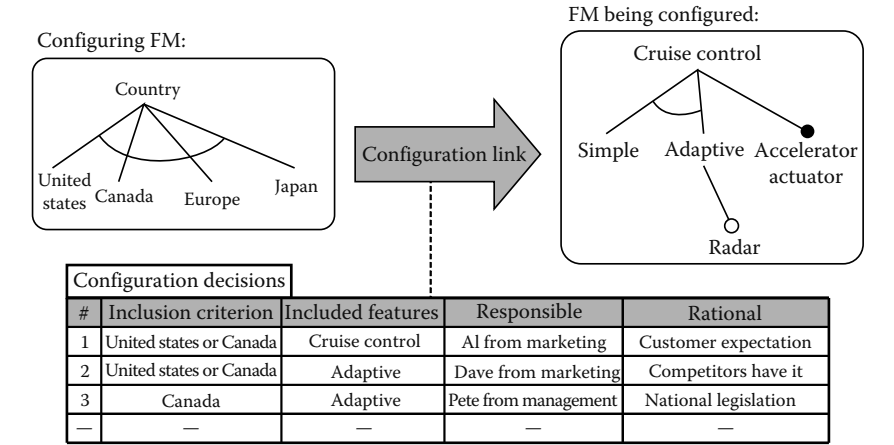 Configuring FM:
FM being configured:
Country
United
states
Canada
Europe
Japan
Configuration link
Cruise control
Simple
Adaptive
Accelerator
actuator
Radar
Configuration decisions
# Inclusion criterion Included features Responsible Rational
1 United states or Canada Cruise control Al from marketing Customer expectation
2 United states or Canada Adaptive Dave from marketing Competitors have it
3 Canada Adaptive Pete from management National legislation
— — — — —